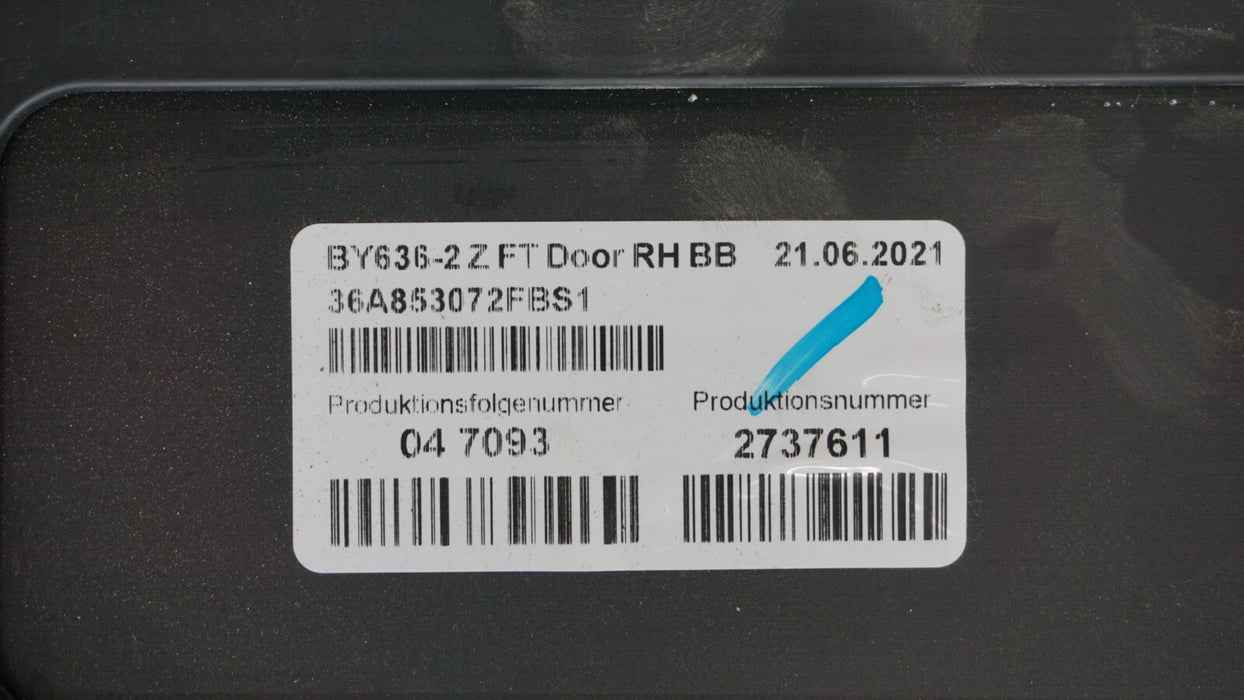 BY636-2 Z FT Door RH BB 21.06.2021
36A853072FBS1
Produktionsfolgenummer Produktionsnummer
04 7093 2737611